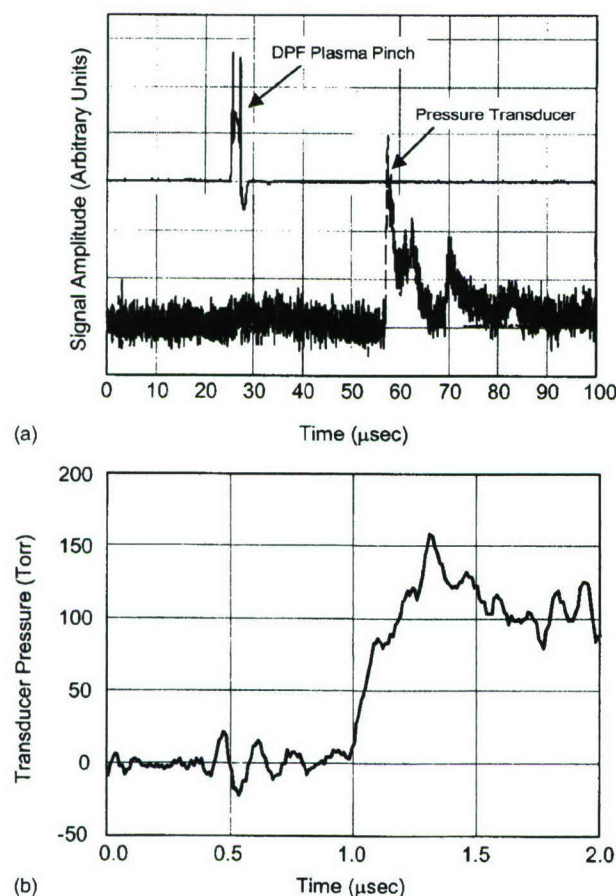 Signal Amplitude (Arbitrary Units)
DPF Plasma Pinch
Pressure Transducer
0 10 20 30 40 50 60 70 80 90 100
(a)
Time (μsec)
Transducer Pressure (Torr)
200
150
100
50
0
-50
0.0 0.5 1.0 1.5 2.0
(b)
Time (μsec)